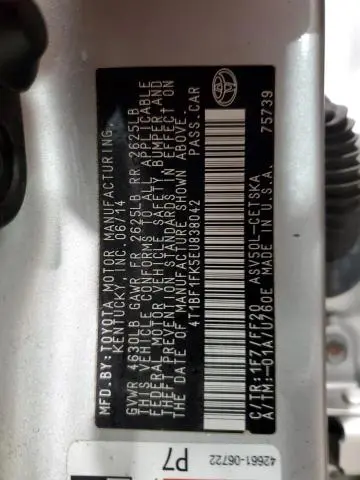 MFD.BY: TOYOTA MOTOR MANUFACTURING,
KENTUCKY, INC. 06/14
GVWR 4630LB GAWR FR 2625LB RR 2625LB
THIS VEHICLE CONFORMS TO ALL APPLICABLE
FEDERAL MOTOR VEHICLE SAFETY, BUMPER, AND
THEFT PREVENTION STANDARDS IN EFFECT ON
THE DATE OF MANUFACTURE SHOWN ABOVE.
4T1BF1FK5EU838042 PASS.CAR
C/TR: 1F7/FF20 ASV50L-CETSKA
A/TM: -07A/U760E MADE IN U.S.A. 75739
42661-06722
P7